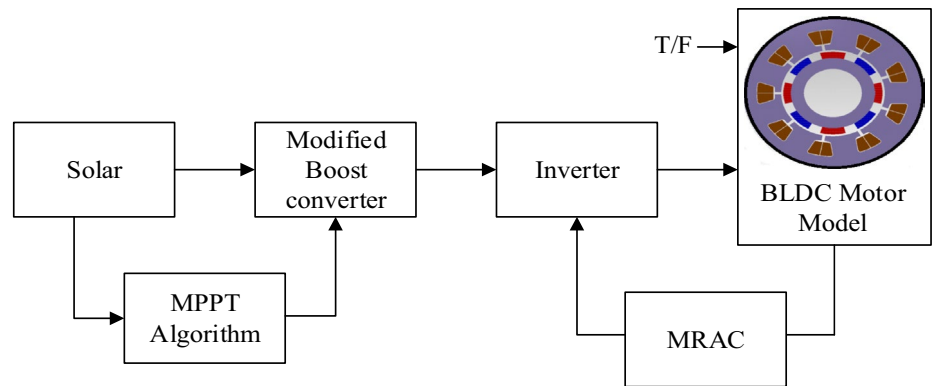 T/F
Solar
Modified
Boost
converter
Inverter
BLDC Motor
Model
MPPT
Algorithm
MRAC